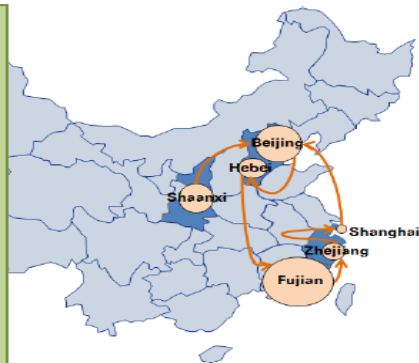 Beijing
Hebei
Shaanxi
Shanghai
Zhejiang
Fujian